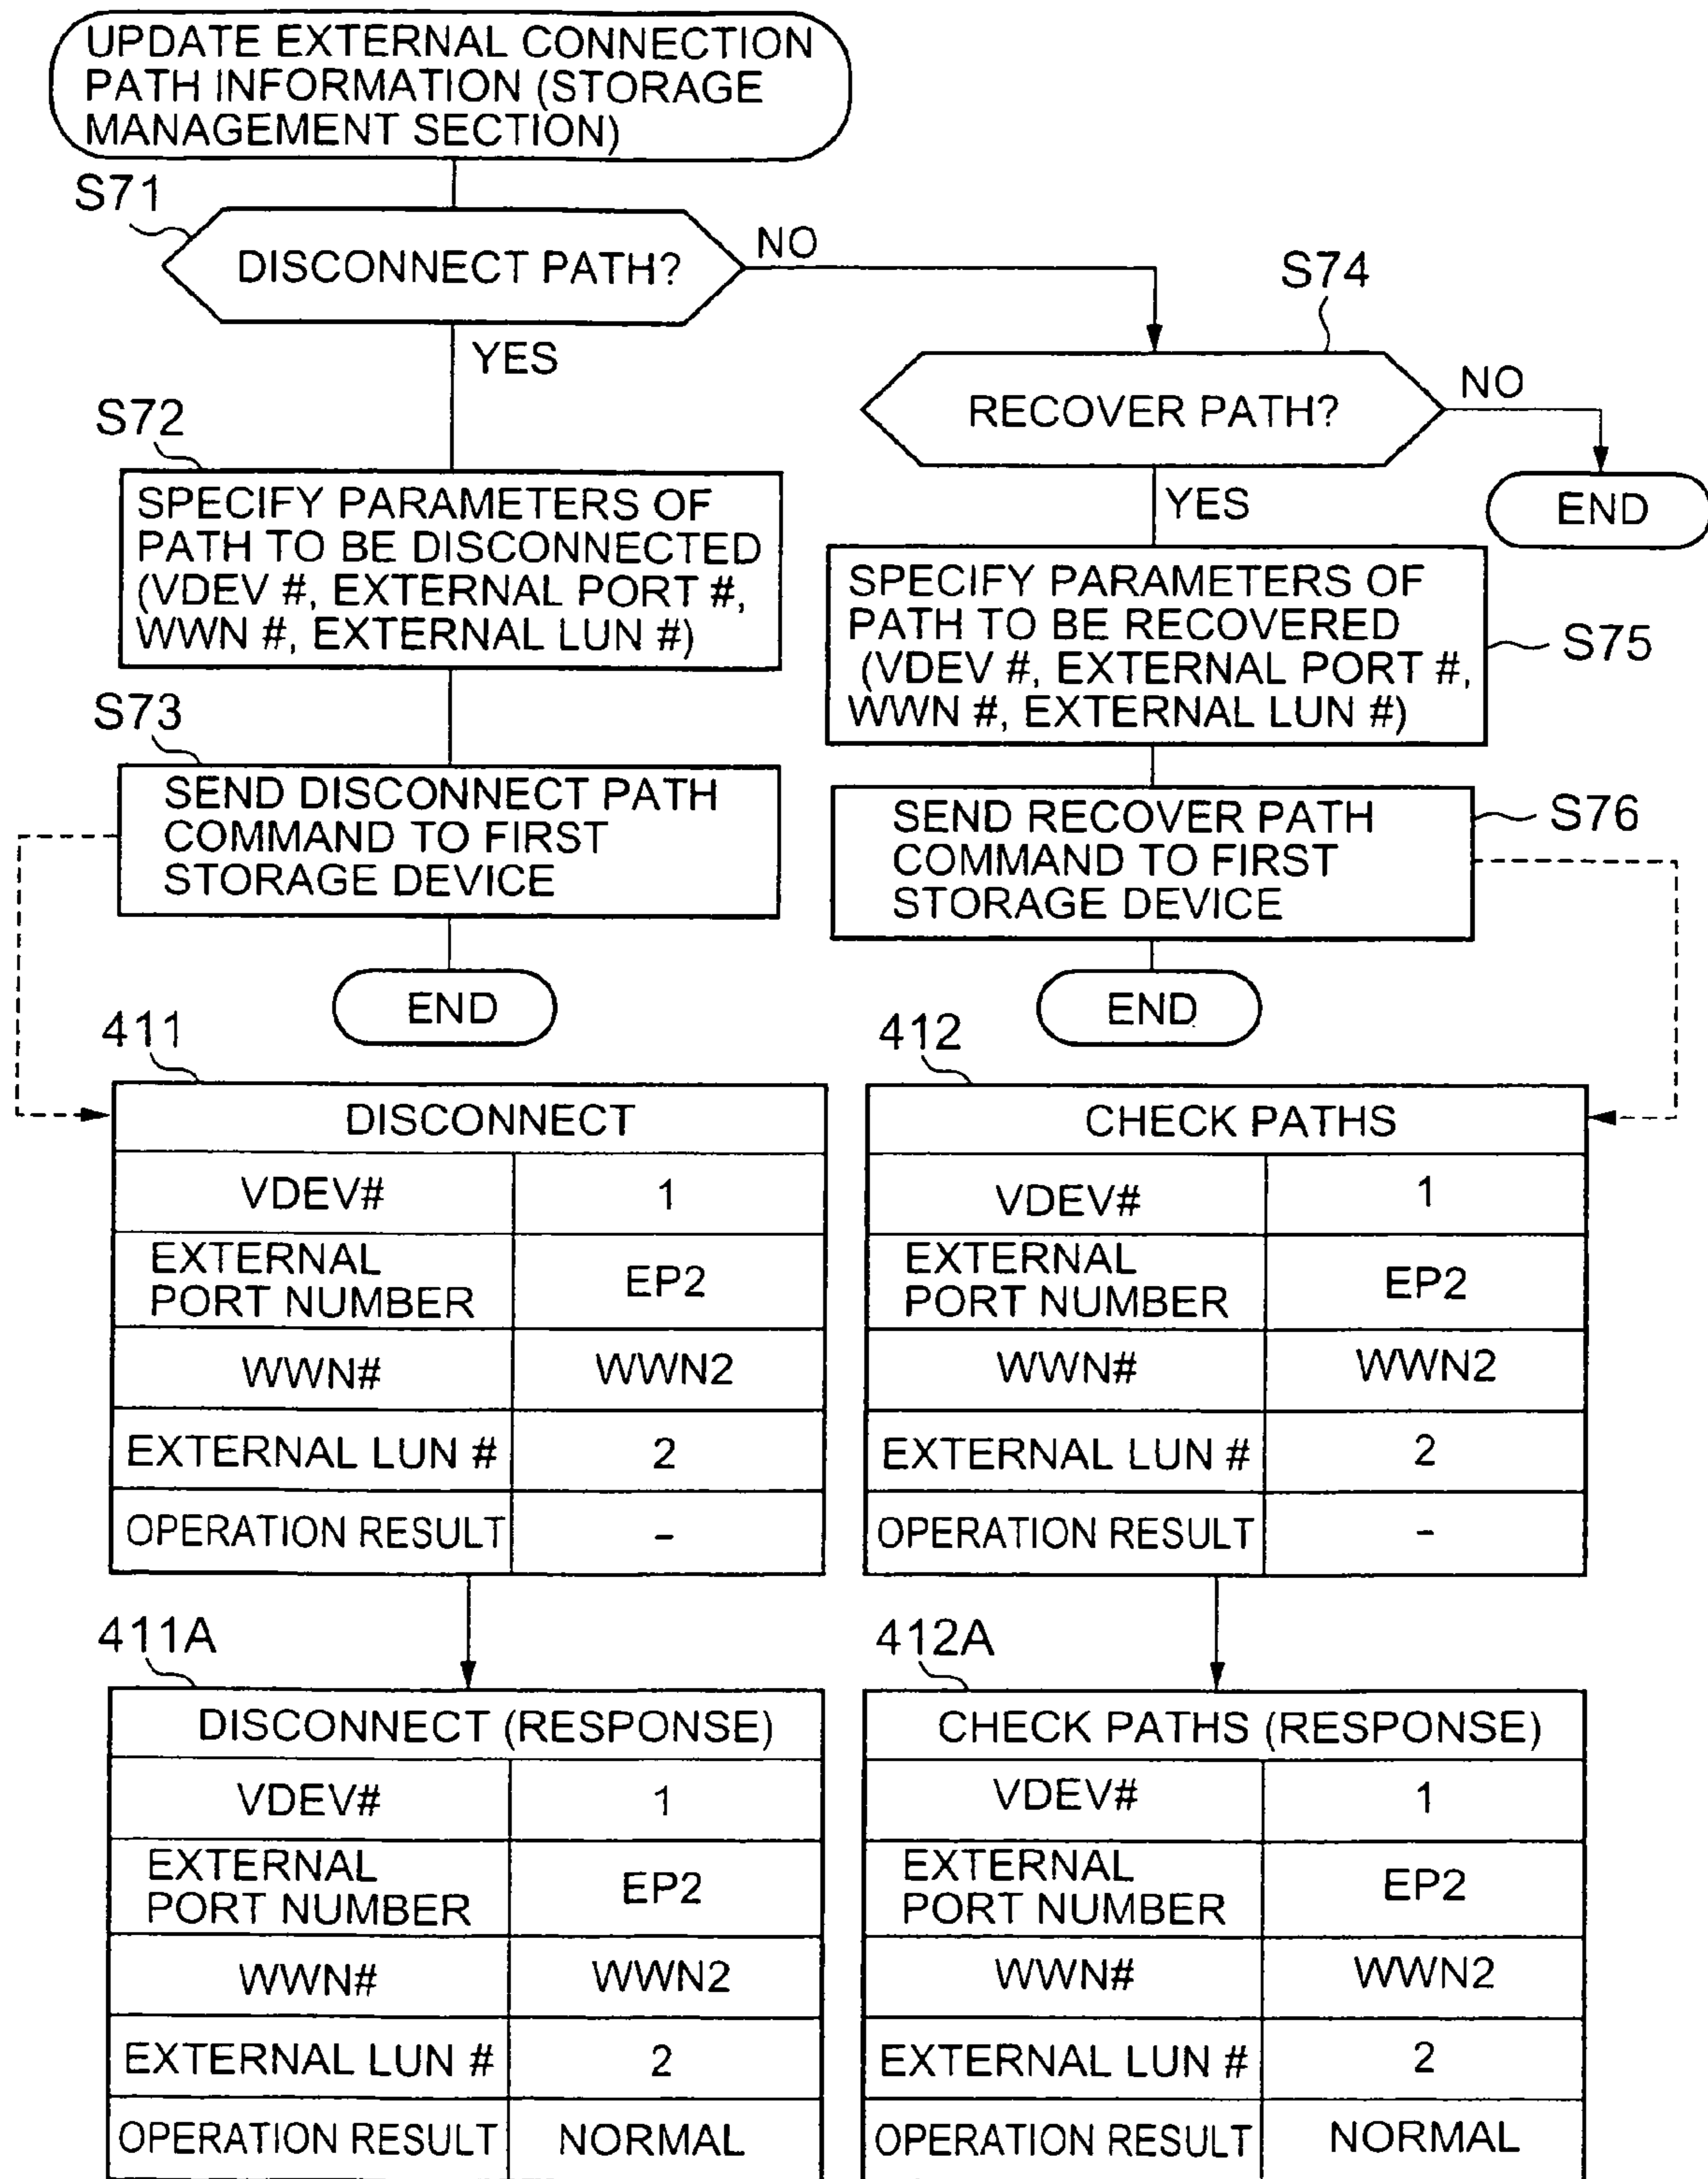 UPDATE EXTERNAL CONNECTION
PATH INFORMATION (STORAGE
MANAGEMENT SECTION)
S71
DISCONNECT PATH?
NO
YES
S74
RECOVER PATH?
NO
END
YES
S72
SPECIFY PARAMETERS OF
PATH TO BE DISCONNECTED
(VDEV #, EXTERNAL PORT #,
WWN #, EXTERNAL LUN #)
SPECIFY PARAMETERS OF
PATH TO BE RECOVERED
(VDEV #, EXTERNAL PORT #,
WWN #, EXTERNAL LUN #)
S75
S73
SEND DISCONNECT PATH
COMMAND TO FIRST
STORAGE DEVICE
SEND RECOVER PATH
COMMAND TO FIRST
STORAGE DEVICE
S76
END
END
411
DISCONNECT
VDEV# 1
EXTERNAL
PORT NUMBER EP2
WWN# WWN2
EXTERNAL LUN # 2
OPERATION RESULT -
412
CHECK PATHS
VDEV# 1
EXTERNAL
PORT NUMBER EP2
WWN# WWN2
EXTERNAL LUN # 2
OPERATION RESULT -
411A
DISCONNECT (RESPONSE)
VDEV# 1
EXTERNAL
PORT NUMBER EP2
WWN# WWN2
EXTERNAL LUN # 2
OPERATION RESULT NORMAL
412A
CHECK PATHS (RESPONSE)
VDEV# 1
EXTERNAL
PORT NUMBER EP2
WWN# WWN2
EXTERNAL LUN # 2
OPERATION RESULT NORMAL